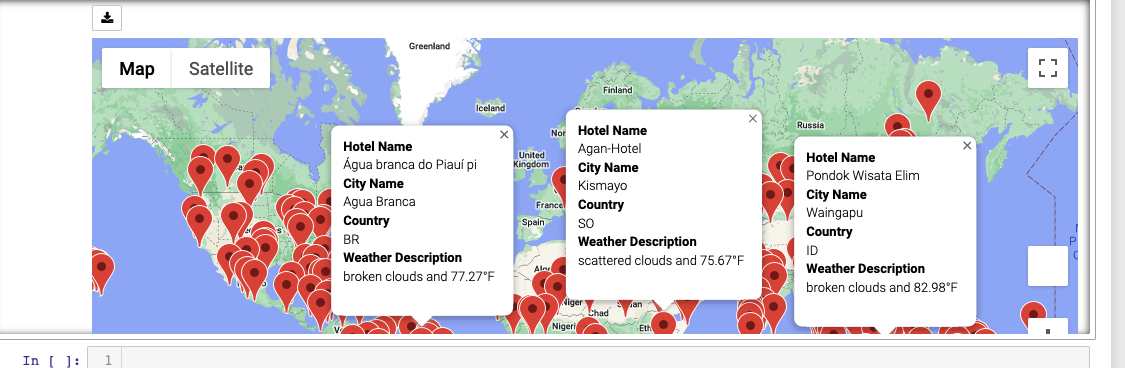 Map
Satellite
Greenland
Iceland
Finland
Russia
United
Kingdom
France
Spain
Niger
Chad
Hotel Name
Água branca do Piauí pi
City Name
Agua Branca
Country
BR
Weather Description
broken clouds and 77.27°F
Hotel Name
Agan-Hotel
City Name
Kismayo
Country
SO
Weather Description
scattered clouds and 75.67°F
Hotel Name
Pondok Wisata Elim
City Name
Waingapu
Country
ID
Weather Description
broken clouds and 82.98°F
In [ ]:
1